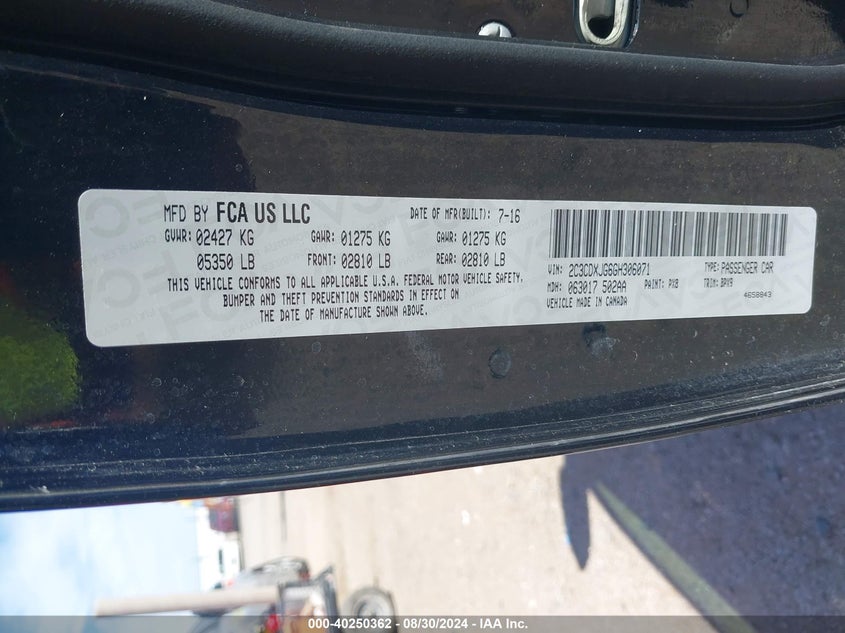 MFD BY FCA US LLC DATE OF MFR(BUILT): 7-16
GVWR: 02427 KG GAWR: 01275 KG GAWR: 01275 KG
05350 LB FRONT: 02810 LB REAR: 02810 LB
THIS VEHICLE CONFORMS TO ALL APPLICABLE U.S.A. FEDERAL MOTOR VEHICLE SAFETY,
BUMPER AND THEFT PREVENTION STANDARDS IN EFFECT ON
THE DATE OF MANUFACTURE SHOWN ABOVE.
VIN: 2C3CDXJG6GH306071 TYPE: PASSENGER CAR
MDH: 063017 502AA PAINT: PX8 TRIM: BPX9
VEHICLE MADE IN CANADA 4658843
000-40250362 - 08/30/2024 - IAA Inc.